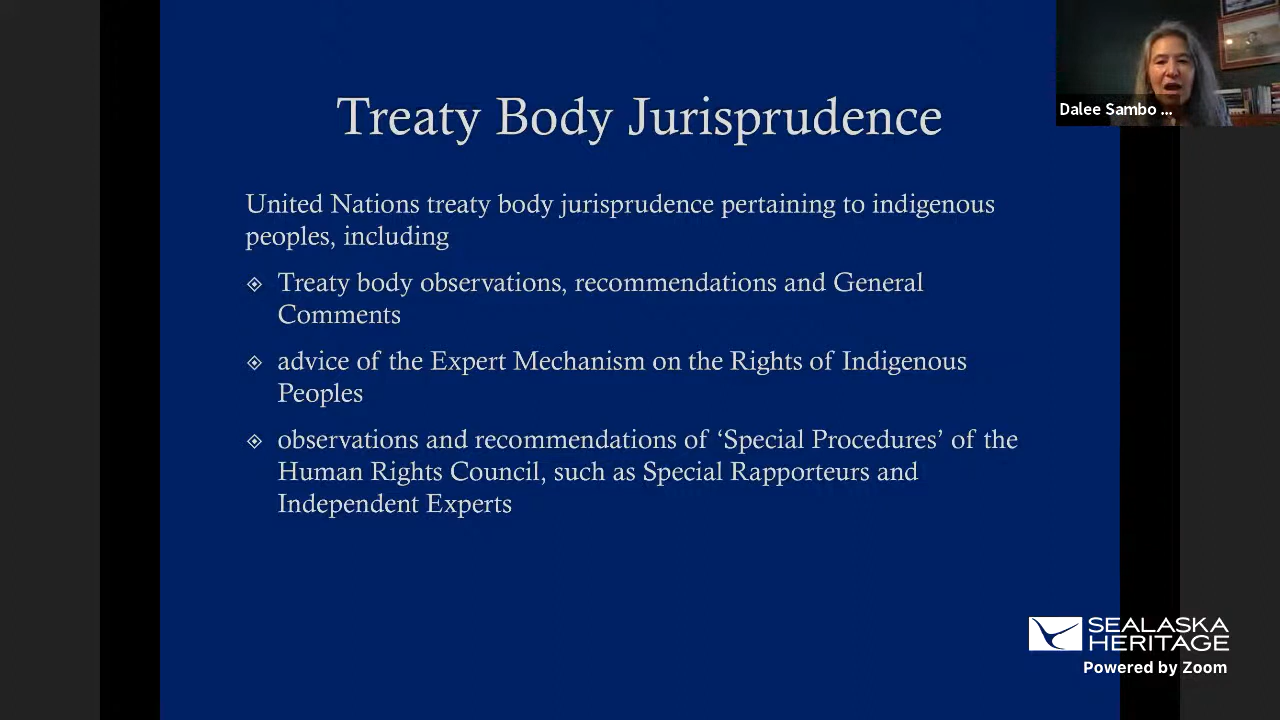 Treaty Body Jurisprudence
Dalee Sambo ...
United Nations treaty body jurisprudence pertaining to indigenous
peoples, including
Treaty body observations, recommendations and General
Comments
advice of the Expert Mechanism on the Rights of Indigenous
Peoples
observations and recommendations of ‘Special Procedures’ of the
Human Rights Council, such as Special Rapporteurs and
Independent Experts
SEALASKA
HERITAGE
Powered by Zoom